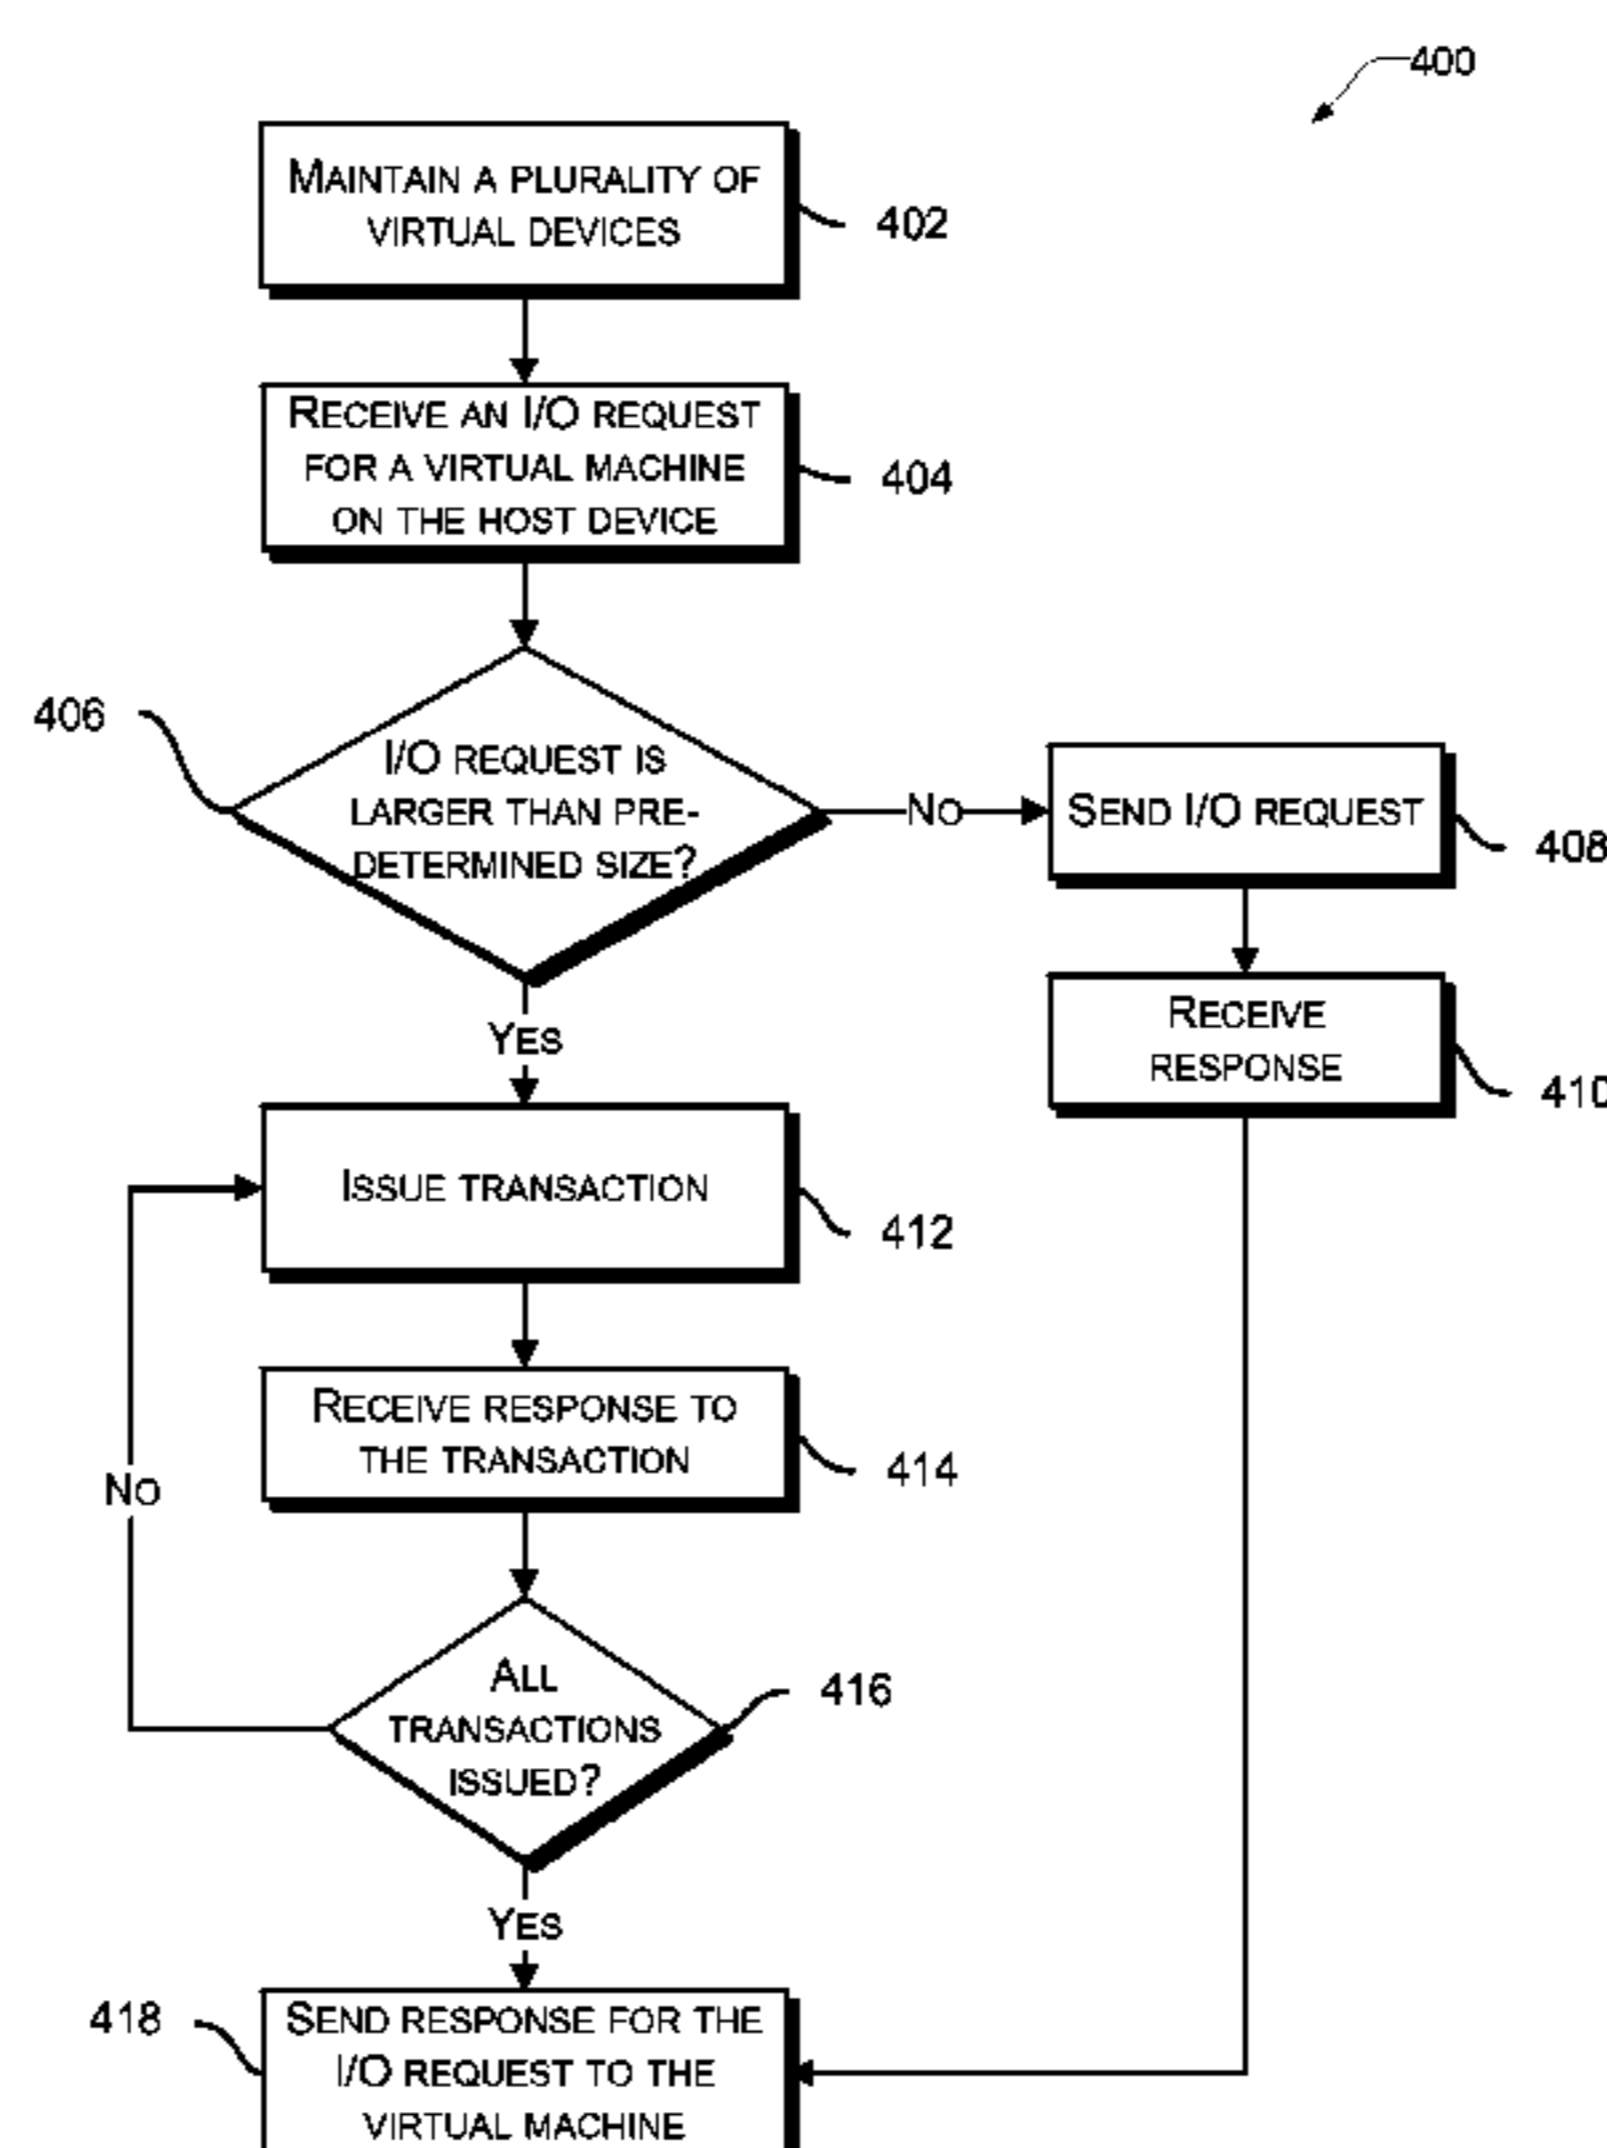 400
MAINTAIN A PLURALITY OF
VIRTUAL DEVICES
402
RECEIVE AN I/O REQUEST
FOR A VIRTUAL MACHINE
ON THE HOST DEVICE
404
406
I/O REQUEST IS
LARGER THAN PRE-
DETERMINED SIZE?
NO
SEND I/O REQUEST
408
RECEIVE
RESPONSE
410
YES
ISSUE TRANSACTION
412
RECEIVE RESPONSE TO
THE TRANSACTION
414
NO
ALL
TRANSACTIONS
ISSUED?
416
YES
418
SEND RESPONSE FOR THE
I/O REQUEST TO THE
VIRTUAL MACHINE